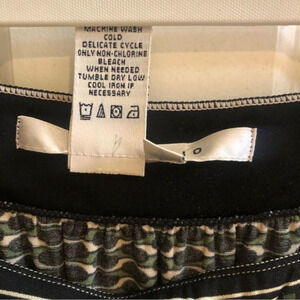 MACHINE WASH
COLD
DELICATE CYCLE
ONLY NON-CHLORINE
BLEACH
WHEN NEEDED
TUMBLE DRY LOW
COOL IRON IF
NECESSARY
O